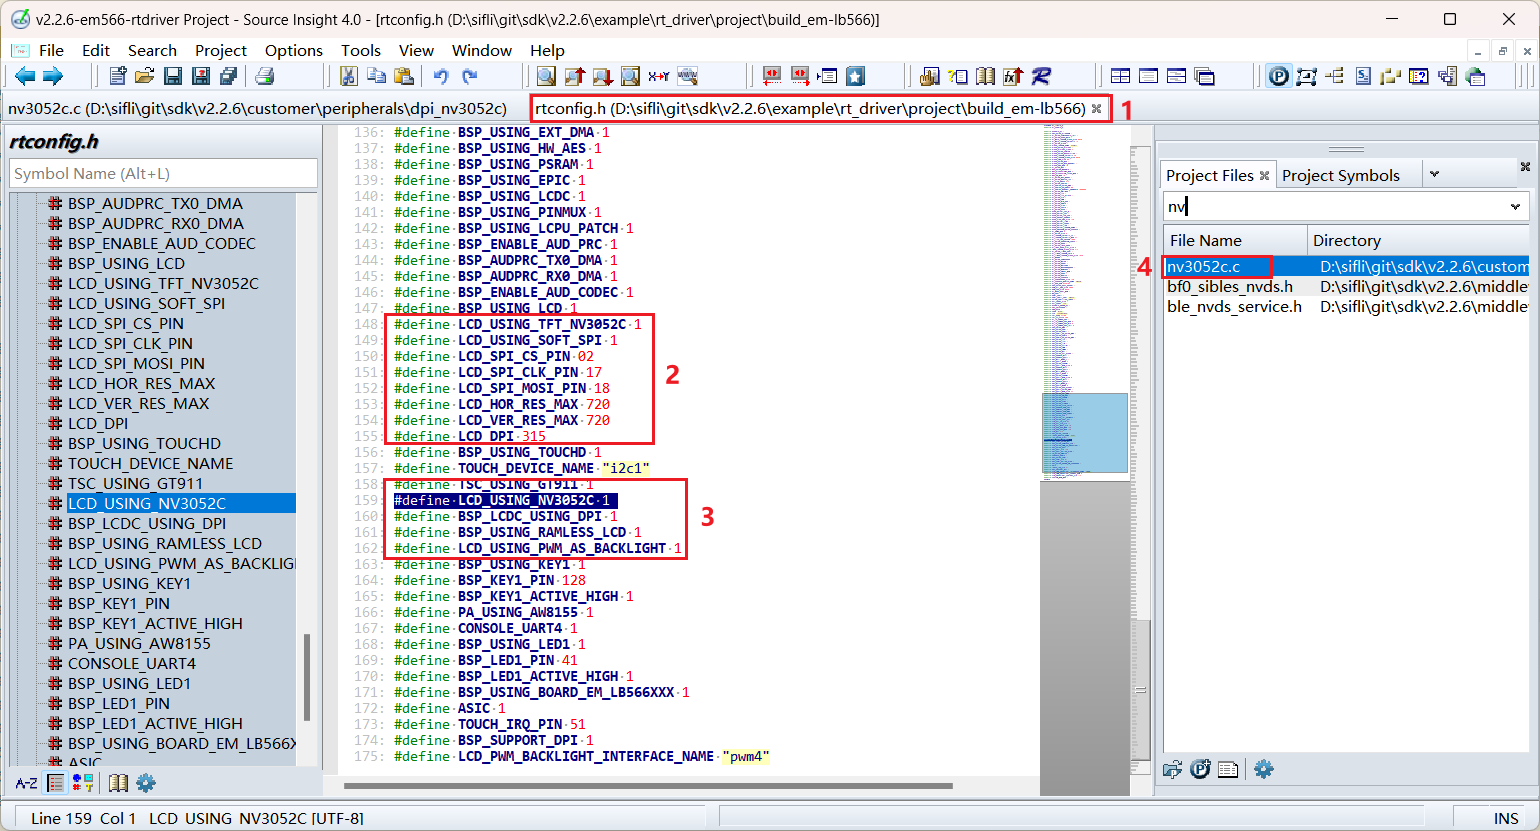 v2.2.6-em566-rtdriver Project - Source Insight 4.0 - [rtconfig.h (D:\sifli\git\sdk\v2.2.6\example\rt_driver\project\build_em-lb566)]
File Edit Search Project Options Tools View Window Help
nv3052c.c (D:\sifli\git\sdk\v2.2.6\customer\peripherals\dpi_nv3052c)
rtconfig.h (D:\sifli\git\sdk\v2.2.6\example\rt_driver\project\build_em-lb566)
1
rtconfig.h
Symbol Name (Alt+L)
BSP_AUDPRC_TX0_DMA
BSP_AUDPRC_RX0_DMA
BSP_ENABLE_AUD_CODEC
BSP_USING_LCD
LCD_USING_TFT_NV3052C
LCD_USING_SOFT_SPI
LCD_SPI_CS_PIN
LCD_SPI_CLK_PIN
LCD_SPI_MOSI_PIN
LCD_HOR_RES_MAX
LCD_VER_RES_MAX
LCD_DPI
BSP_USING_TOUCHD
TOUCH_DEVICE_NAME
TSC_USING_GT911
LCD_USING_NV3052C
BSP_LCDC_USING_DPI
BSP_USING_RAMLESS_LCD
LCD_USING_PWM_AS_BACKLIG
BSP_USING_KEY1
BSP_KEY1_PIN
BSP_KEY1_ACTIVE_HIGH
PA_USING_AW8155
CONSOLE_UART4
BSP_USING_LED1
BSP_LED1_PIN
BSP_LED1_ACTIVE_HIGH
BSP_USING_BOARD_EM_LB566X
ASIC
A-Z
136: #define BSP_USING_EXT_DMA 1
137: #define BSP_USING_HW_AES 1
138: #define BSP_USING_PSRAM 1
139: #define BSP_USING_EPIC 1
140: #define BSP_USING_LCDC 1
141: #define BSP_USING_PINMUX 1
142: #define BSP_USING_LCPU_PATCH 1
143: #define BSP_ENABLE_AUD_PRC 1
144: #define BSP_AUDPRC_TX0_DMA 1
145: #define BSP_AUDPRC_RX0_DMA 1
146: #define BSP_ENABLE_AUD_CODEC 1
147: #define BSP_USING_LCD 1
148: #define LCD_USING_TFT_NV3052C 1
149: #define LCD_USING_SOFT_SPI 1
150: #define LCD_SPI_CS_PIN 02
151: #define LCD_SPI_CLK_PIN 17
152: #define LCD_SPI_MOSI_PIN 18
153: #define LCD_HOR_RES_MAX 720
154: #define LCD_VER_RES_MAX 720
155: #define LCD_DPI 315
2
156: #define BSP_USING_TOUCHD 1
157: #define TOUCH_DEVICE_NAME "i2c1"
158: #define TSC_USING_GT911 1
159: #define LCD_USING_NV3052C 1
160: #define BSP_LCDC_USING_DPI 1
161: #define BSP_USING_RAMLESS_LCD 1
162: #define LCD_USING_PWM_AS_BACKLIGHT 1
3
163: #define BSP_USING_KEY1 1
164: #define BSP_KEY1_PIN 128
165: #define BSP_KEY1_ACTIVE_HIGH 1
166: #define PA_USING_AW8155 1
167: #define CONSOLE_UART4 1
168: #define BSP_USING_LED1 1
169: #define BSP_LED1_PIN 41
170: #define BSP_LED1_ACTIVE_HIGH 1
171: #define BSP_USING_BOARD_EM_LB566XXX 1
172: #define ASIC 1
173: #define TOUCH_IRQ_PIN 51
174: #define BSP_SUPPORT_DPI 1
175: #define LCD_PWM_BACKLIGHT_INTERFACE_NAME "pwm4"
Project Files Project Symbols
nv
File Name Directory
4
nv3052c.c D:\sifli\git\sdk\v2.2.6\custom
bf0_sibles_nvds.h D:\sifli\git\sdk\v2.2.6\middlev
ble_nvds_service.h D:\sifli\git\sdk\v2.2.6\middlev
Line 159 Col 1 LCD_USING_NV3052C [UTF-8]
INS